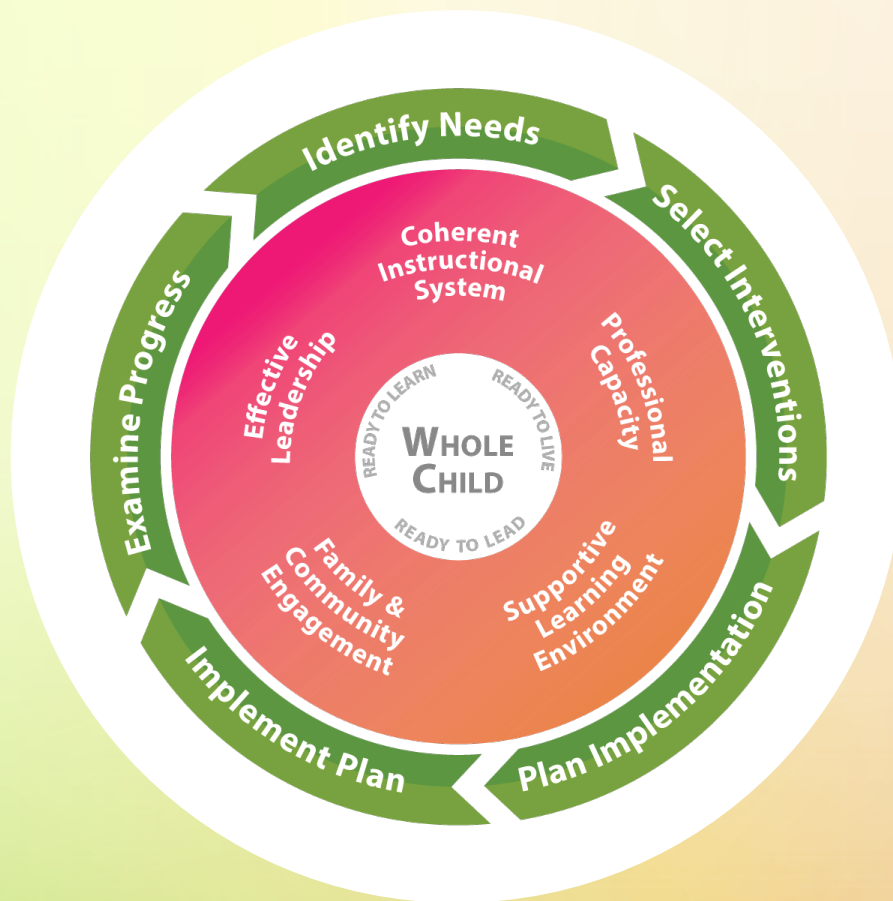 Identify Needs
Select Interventions
Plan Implementation
Implement Plan
Examine Progress
Coherent
Instructional
System
Professional
Capacity
Supportive
Learning
Environment
Family &
Community
Engagement
Effective
Leadership
READY TO LEARN
READY TO LIVE
READY TO LEAD
WHOLE
CHILD